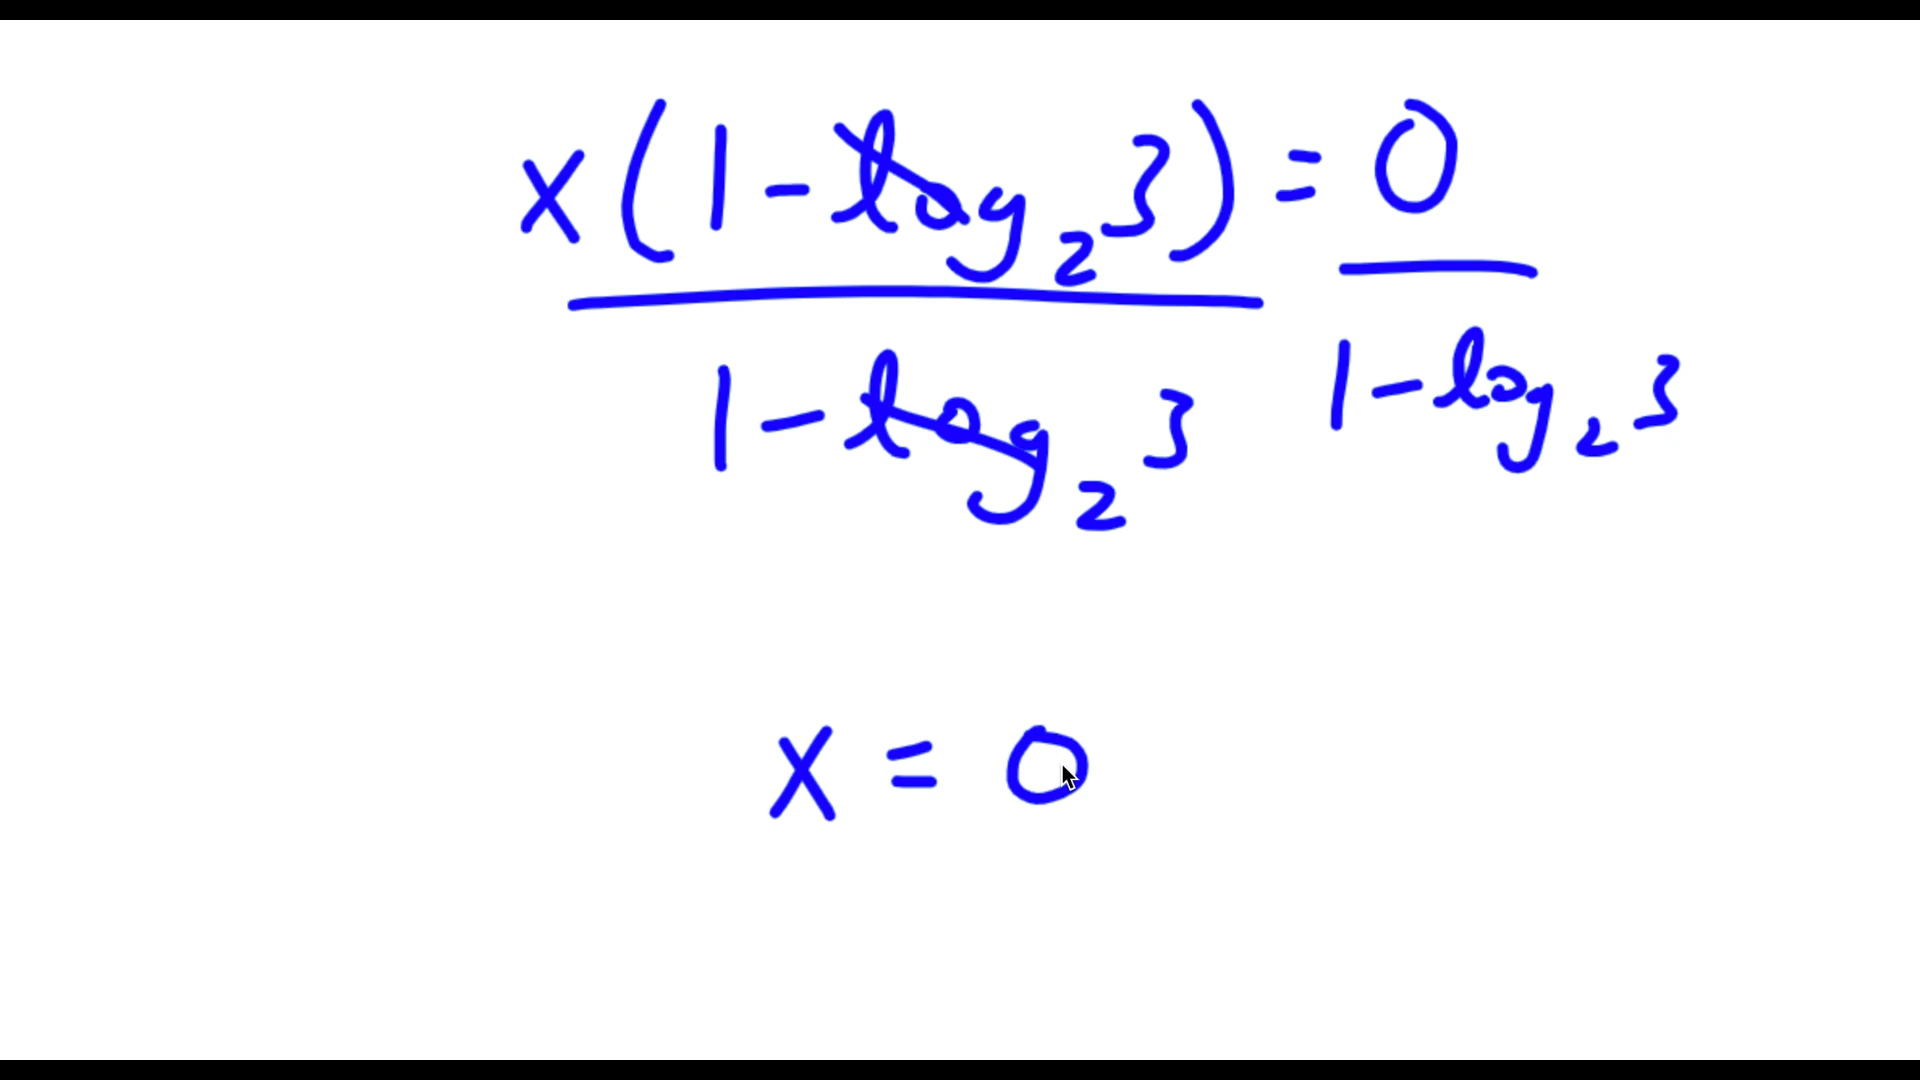 x(1-log₂3) = 0
1-log₂3 1-log₂3
x = 0